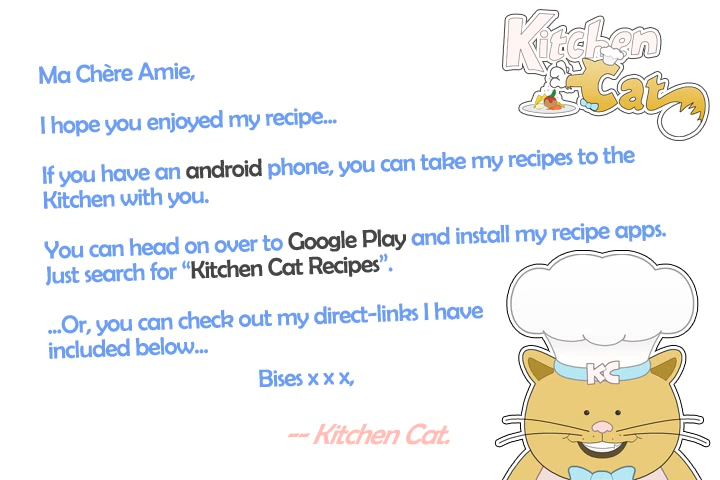 Kitchen
Cat
Ma Chère Amie,
I hope you enjoyed my recipe...
If you have an android phone, you can take my recipes to the
Kitchen with you.
You can head on over to Google Play and install my recipe apps.
Just search for “Kitchen Cat Recipes”.
...Or, you can check out my direct-links I have
included below...
Bises x x x,
-- Kitchen Cat.
KC